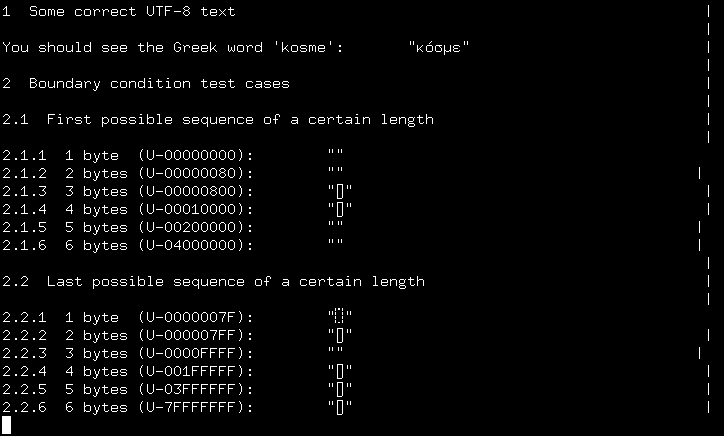 1  Some correct UTF-8 text                                                    |
                                                                              |
You should see the Greek word 'kosme':       "κόσμε"                          |
                                                                              |
2  Boundary condition test cases                                              |
                                                                              |
2.1  First possible sequence of a certain length                              |
                                                                              |
2.1.1  1 byte  (U-00000000):        ""
2.1.2  2 bytes (U-00000080):        ""                                       |
2.1.3  3 bytes (U-00000800):        "▯"                                       |
2.1.4  4 bytes (U-00010000):        "▯"                                       |
2.1.5  5 bytes (U-00200000):        ""                                       |
2.1.6  6 bytes (U-04000000):        ""                                       |
                                                                              |
2.2  Last possible sequence of a certain length                               |
                                                                              |
2.2.1  1 byte  (U-0000007F):        "▯"
2.2.2  2 bytes (U-000007FF):        "▯"                                       |
2.2.3  3 bytes (U-0000FFFF):        ""                                       |
2.2.4  4 bytes (U-001FFFFF):        "▯"                                       |
2.2.5  5 bytes (U-03FFFFFF):        "▯"                                       |
2.2.6  6 bytes (U-7FFFFFFF):        "▯"                                       |